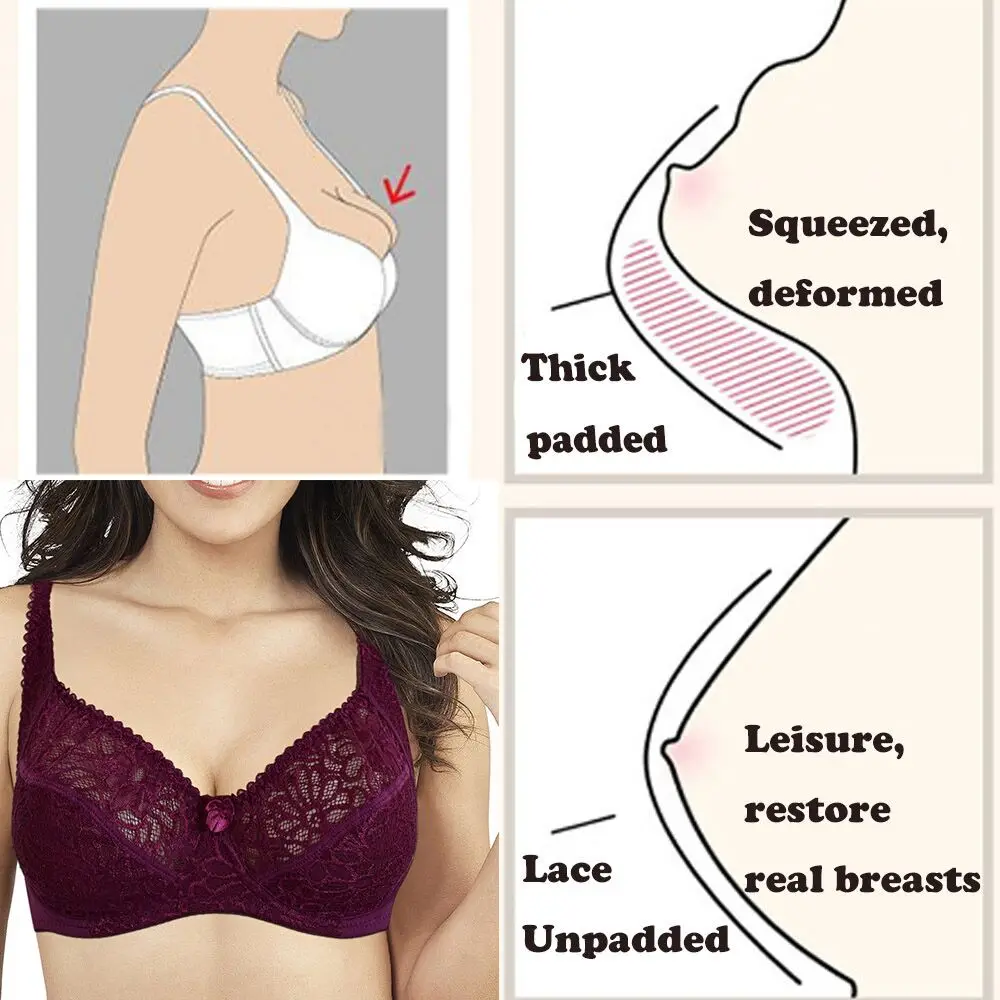 Squeezed,
deformed
Thick
padded
Leisure,
restore
real breasts
Lace
Unpadded